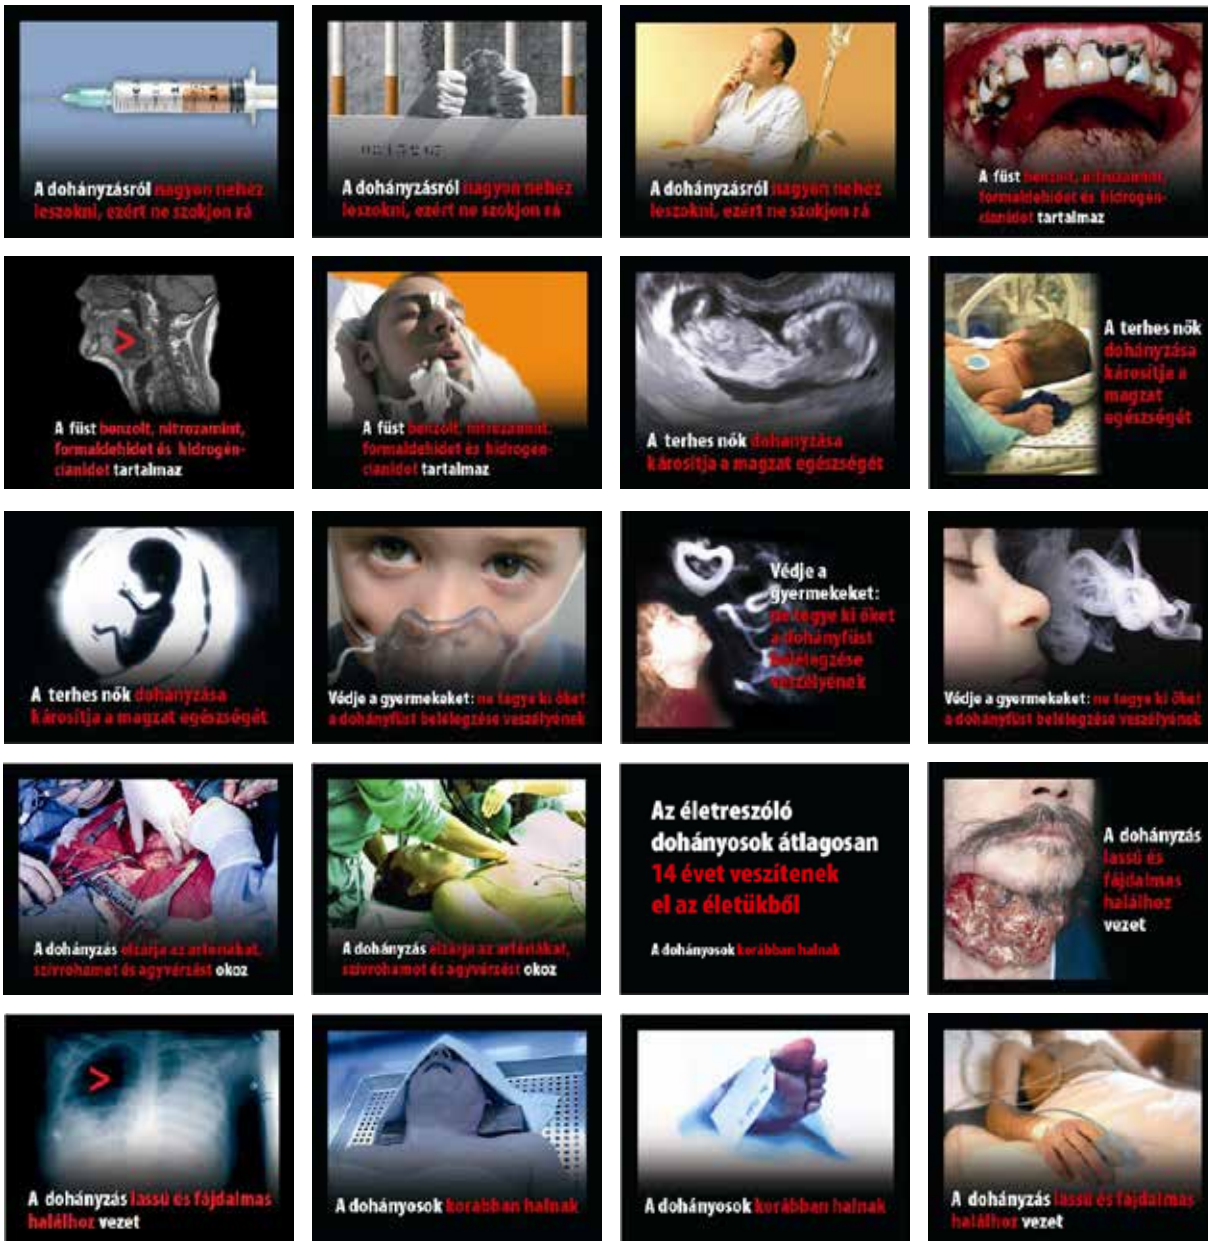 A dohányzásról nagyon nehéz
leszokni, ezért ne szokjon rá
A dohányzásról nagyon nehéz
leszokni, ezért ne szokjon rá
A dohányzásról nagyon nehéz
leszokni, ezért ne szokjon rá
A füst benzolt, nitrozamint,
formaldehidet és hidrogén-
cianidot tartalmaz
A füst benzolt, nitrozamint,
formaldehidet és hidrogén-
cianidot tartalmaz
A füst benzolt, nitrozamint,
formaldehidet és hidrogén-
cianidot tartalmaz
A terhes nők dohányzása
károsítja a magzat egészségét
A terhes nők
dohányzása
károsítja a
magzat
egészségét
A terhes nők dohányzása
károsítja a magzat egészségét
Védje a gyermekeket: ne tegye ki őket
a dohányfüst belélegzése veszélyének
Védje a
gyermekeket:
ne tegye ki őket
a dohányfüst
belélegzése
veszélyének
Védje a gyermekeket: ne tegye ki őket
a dohányfüst belélegzése veszélyének
A dohányzás elzárja az artériákat,
szívrohamot és agyvérzést okoz
A dohányzás elzárja az artériákat,
szívrohamot és agyvérzést okoz
Az életreszóló
dohányosok átlagosan
14 évet veszítenek
el az életükből
A dohányosok korábban halnak
A dohányzás
lassú és
fájdalmas
halálhoz
vezet
A dohányzás lassú és fájdalmas
halálhoz vezet
A dohányosok korábban halnak
A dohányosok korábban halnak
A dohányzás lassú és fájdalmas
halálhoz vezet